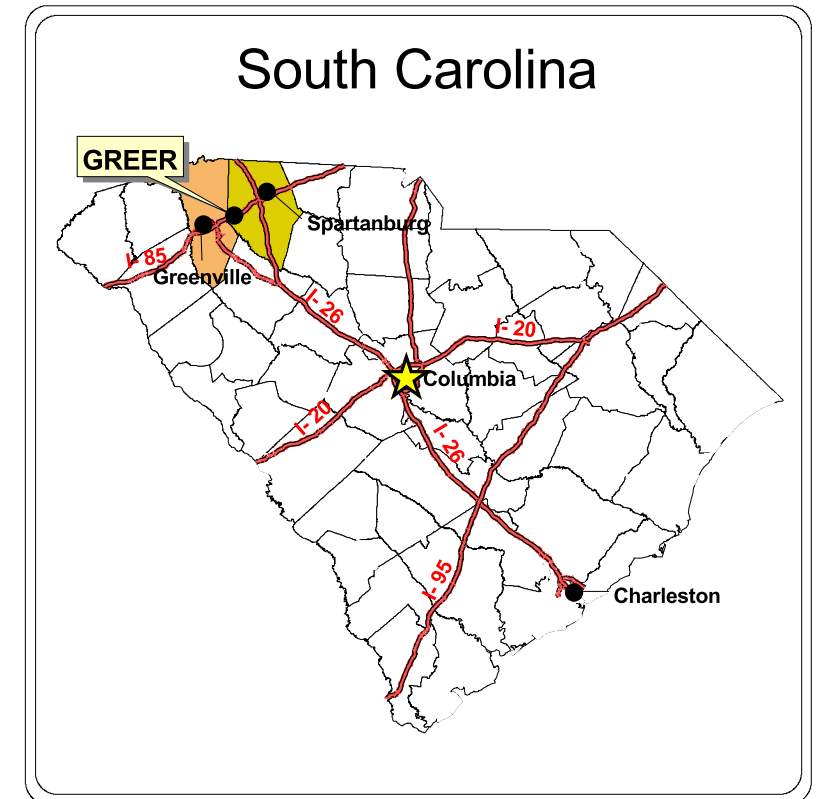 South Carolina
GREER
Spartanburg
I- 85
Greenville
I- 26
I- 20
Columbia
I- 20
I- 26
I- 95
Charleston